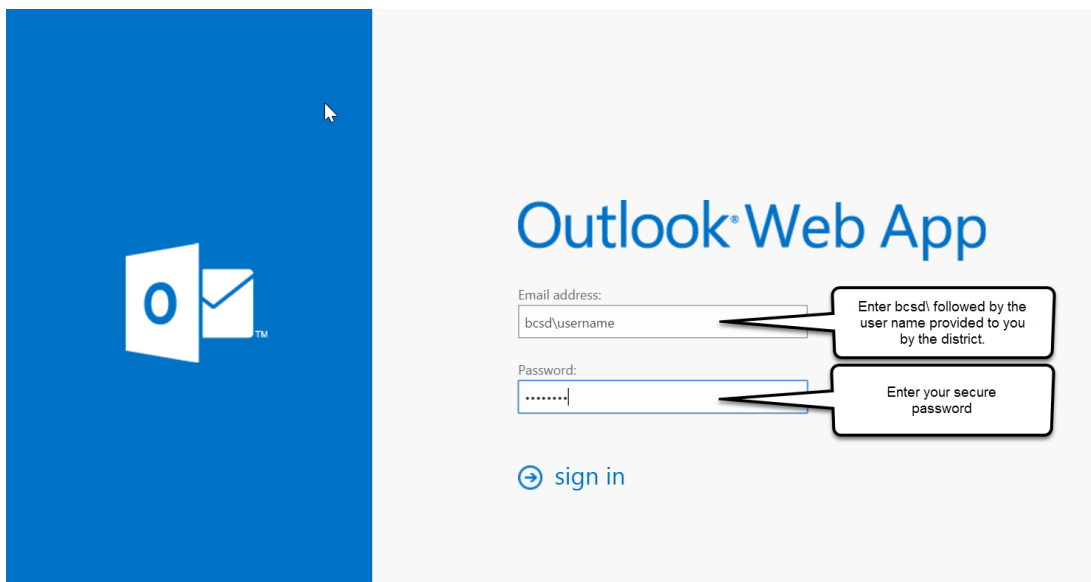 Outlook® Web App
Email address:
bcsd\username
Enter bcsd\ followed by the
user name provided to you
by the district.
Password:
••••••••
Enter your secure
password
sign in
O
TM